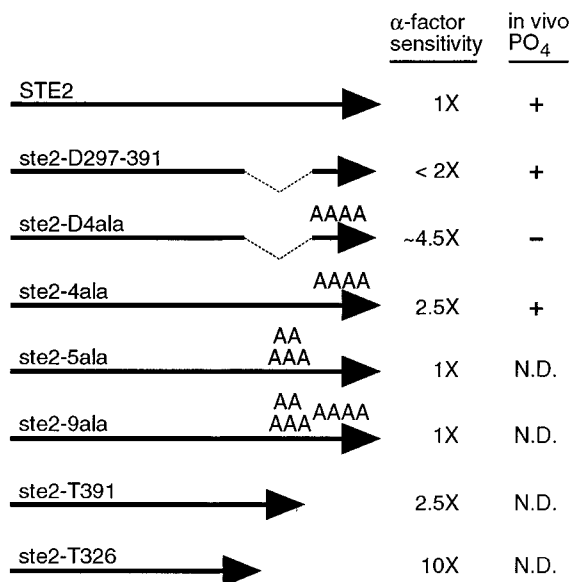 α-factor sensitivity
in vivo PO4
STE2
1X +
ste2-D297-391
< 2X +
AAAA
ste2-D4ala
~4.5X –
AAAA
ste2-4ala
2.5X +
AA
AAA
ste2-5ala
1X N.D.
AA
AAA AAAA
ste2-9ala
1X N.D.
ste2-T391
2.5X N.D.
ste2-T326
10X N.D.